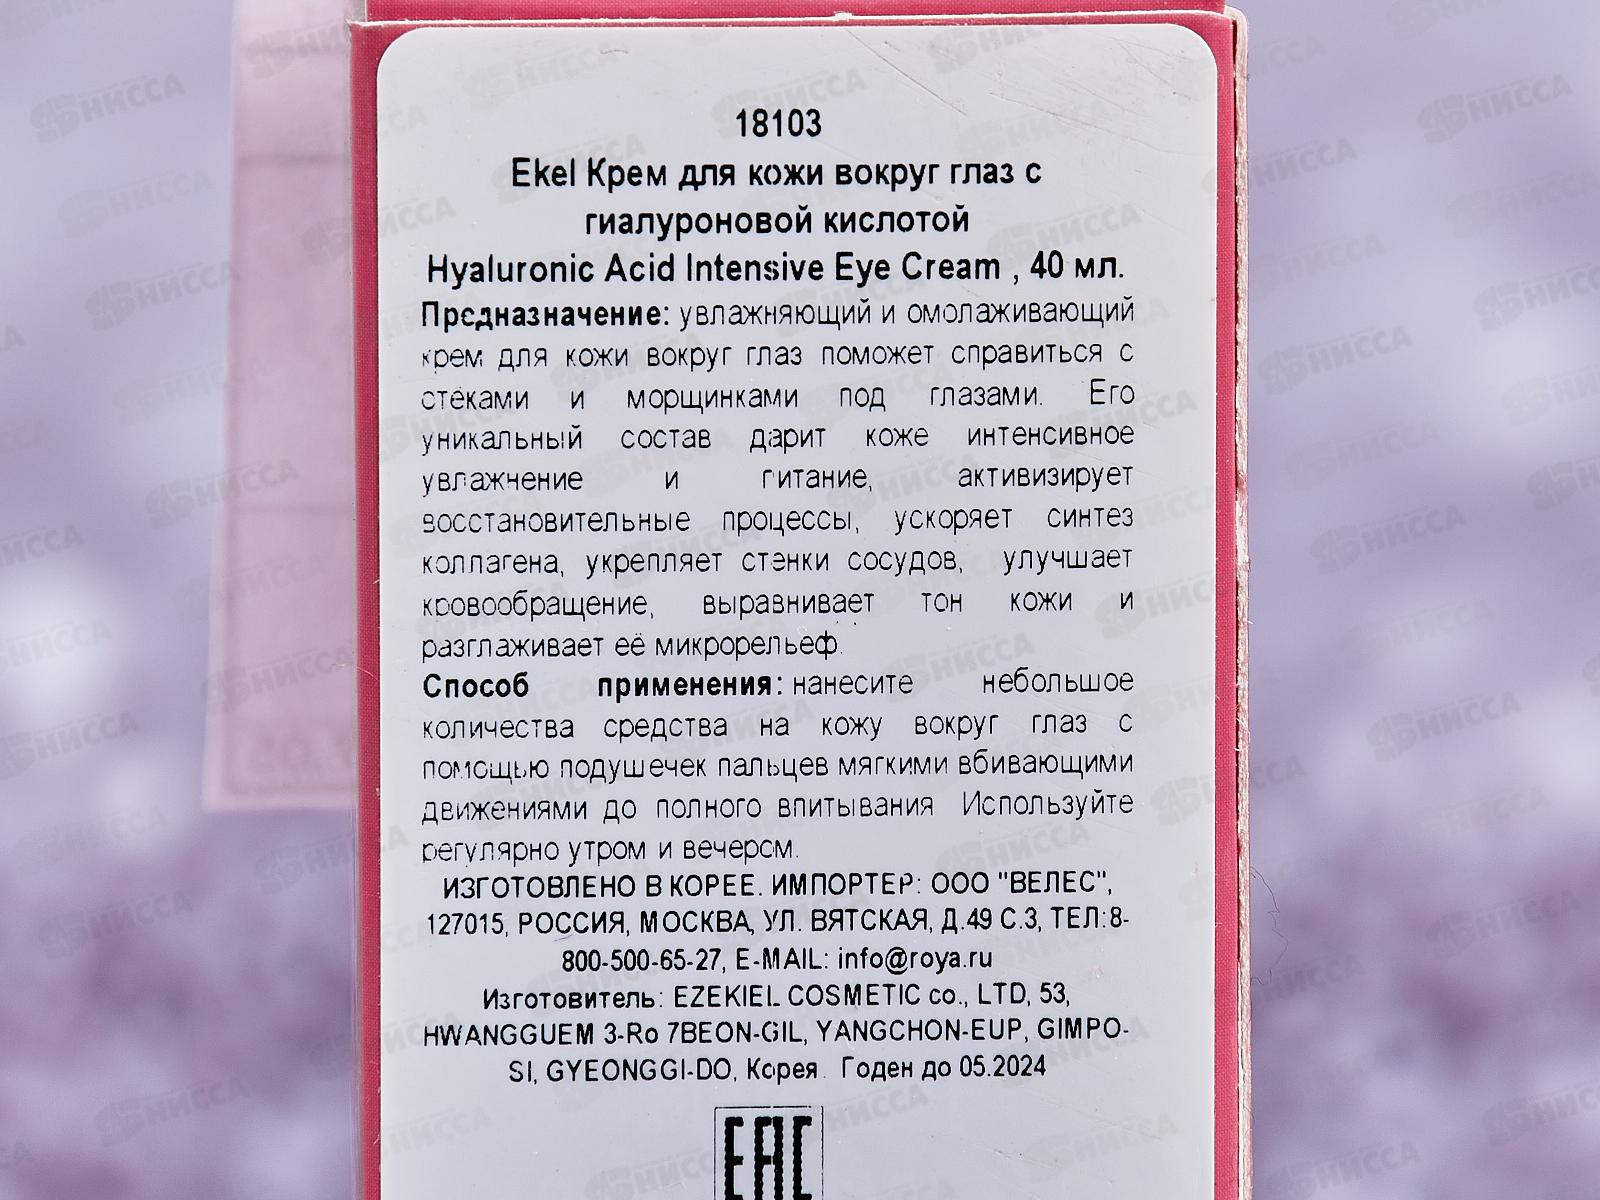 18103
Ekel Крем для кожи вокруг глаз с
гиалуроновой кислотой
Hyaluronic Acid Intensive Eye Cream , 40 мл.
Предназначение: увлажняющий и омолаживающий
крем для кожи вокруг глаз поможет справиться с
отёками и морщинками под глазами. Его
уникальный состав дарит коже интенсивное
увлажнение и питание, активизирует
восстановительные процессы, ускоряет синтез
коллагена, укрепляет стенки сосудов, улучшает
кровообращение, выравнивает тон кожи и
разглаживает её микрорельеф.
Способ применения: нанесите небольшое
количества средства на кожу вокруг глаз с
помощью подушечек пальцев мягкими вбивающими
движениями до полного впитывания Используйте
регулярно утром и вечером.
ИЗГОТОВЛЕНО В КОРЕЕ. ИМПОРТЕР: ООО "ВЕЛЕС",
127015, РОССИЯ, МОСКВА, УЛ. ВЯТСКАЯ, Д.49 С.3, ТЕЛ:8-
800-500-65-27, E-MAIL: info@roya.ru
Изготовитель: EZEKIEL COSMETIC co., LTD, 53,
HWANGGUEM 3-Ro 7BEON-GIL, YANGCHON-EUP, GIMPO-
SI, GYEONGGI-DO, Корея. Годен до 05.2024
EAC
НИССА